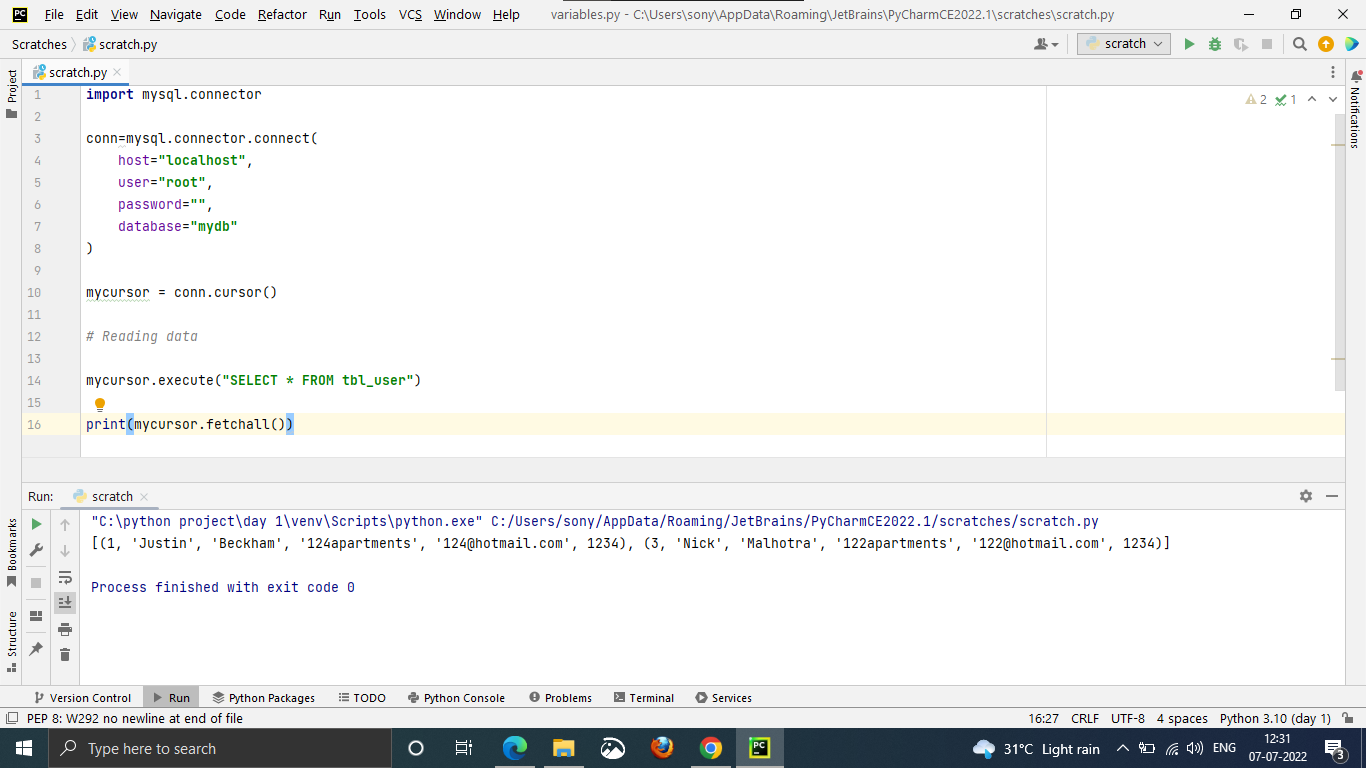 PC File Edit View Navigate Code Refactor Run Tools VCS Window Help variables.py - C:\Users\sony\AppData\Roaming\JetBrains\PyCharmCE2022.1\scratches\scratch.py
Scratches scratch.py scratch
Project scratch.py Notifications
1 import mysql.connector 2 1
2
3 conn=mysql.connector.connect(
4 host="localhost",
5 user="root",
6 password="",
7 database="mydb"
8 )
9
10 mycursor = conn.cursor()
11
12 # Reading data
13
14 mycursor.execute("SELECT * FROM tbl_user")
15
16 print(mycursor.fetchall())
Run: scratch
Bookmarks
Structure
"C:\python project\day 1\venv\Scripts\python.exe" C:/Users/sony/AppData/Roaming/JetBrains/PyCharmCE2022.1/scratches/scratch.py
[(1, 'Justin', 'Beckham', '124apartments', '124@hotmail.com', 1234), (3, 'Nick', 'Malhotra', '122apartments', '122@hotmail.com', 1234)]
Process finished with exit code 0
Version Control Run Python Packages TODO Python Console Problems Terminal Services
PEP 8: W292 no newline at end of file 16:27 CRLF UTF-8 4 spaces Python 3.10 (day 1)
Type here to search PC 31°C Light rain ENG 12:31
07-07-2022 3